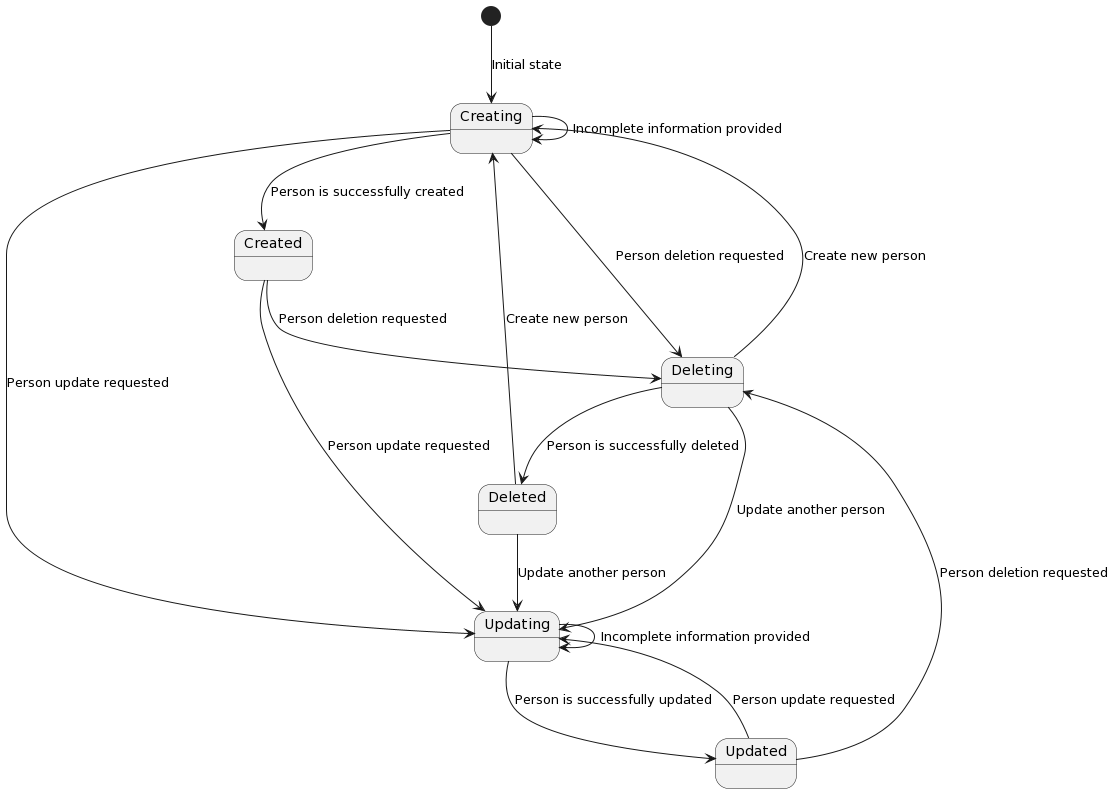 Initial state
Creating
Incomplete information provided
Person is successfully created
Created
Person deletion requested
Create new person
Person deletion requested
Create new person
Deleting
Person update requested
Person update requested
Person is successfully deleted
Deleted
Update another person
Update another person
Person deletion requested
Updating
Incomplete information provided
Person is successfully updated
Person update requested
Updated